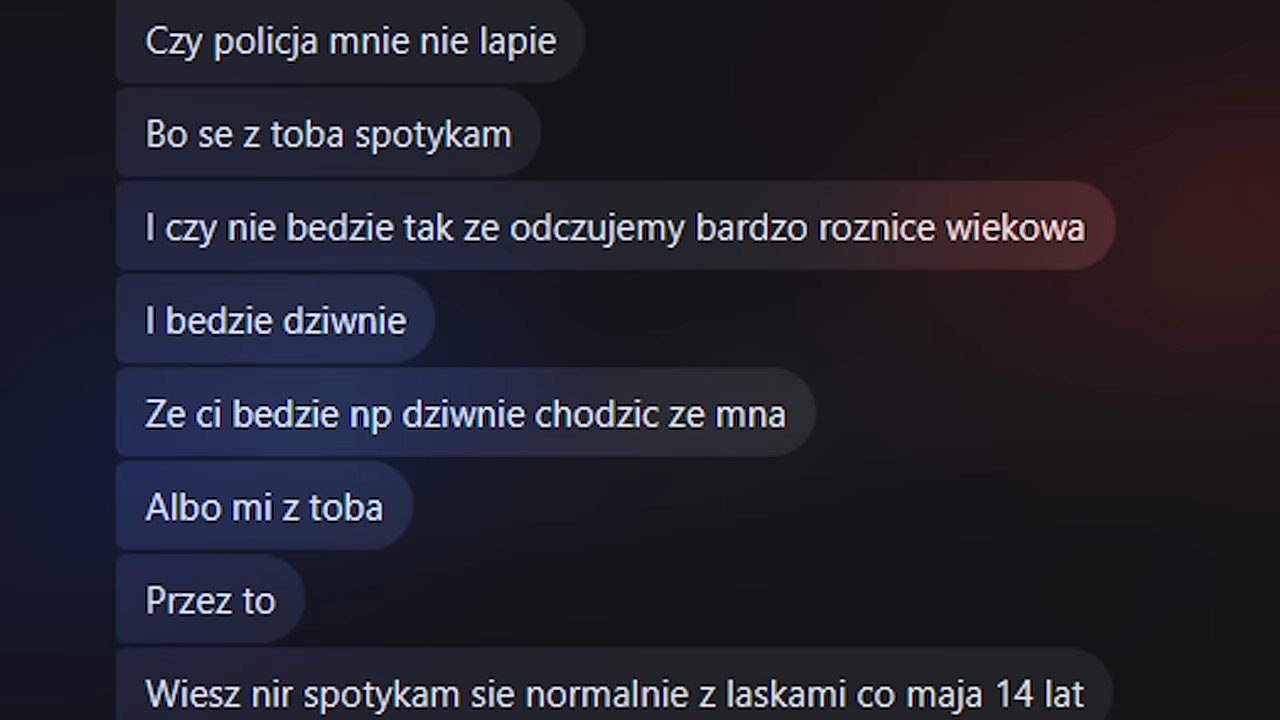 Czy policja mnie nie lapie
Bo se z toba spotykam
I czy nie bedzie tak ze odczujemy bardzo roznice wiekowa
I bedzie dziwnie
Ze ci bedzie np dziwnie chodzic ze mna
Albo mi z toba
Przez to
Wiesz nir spotykam sie normalnie z laskami co maja 14 lat